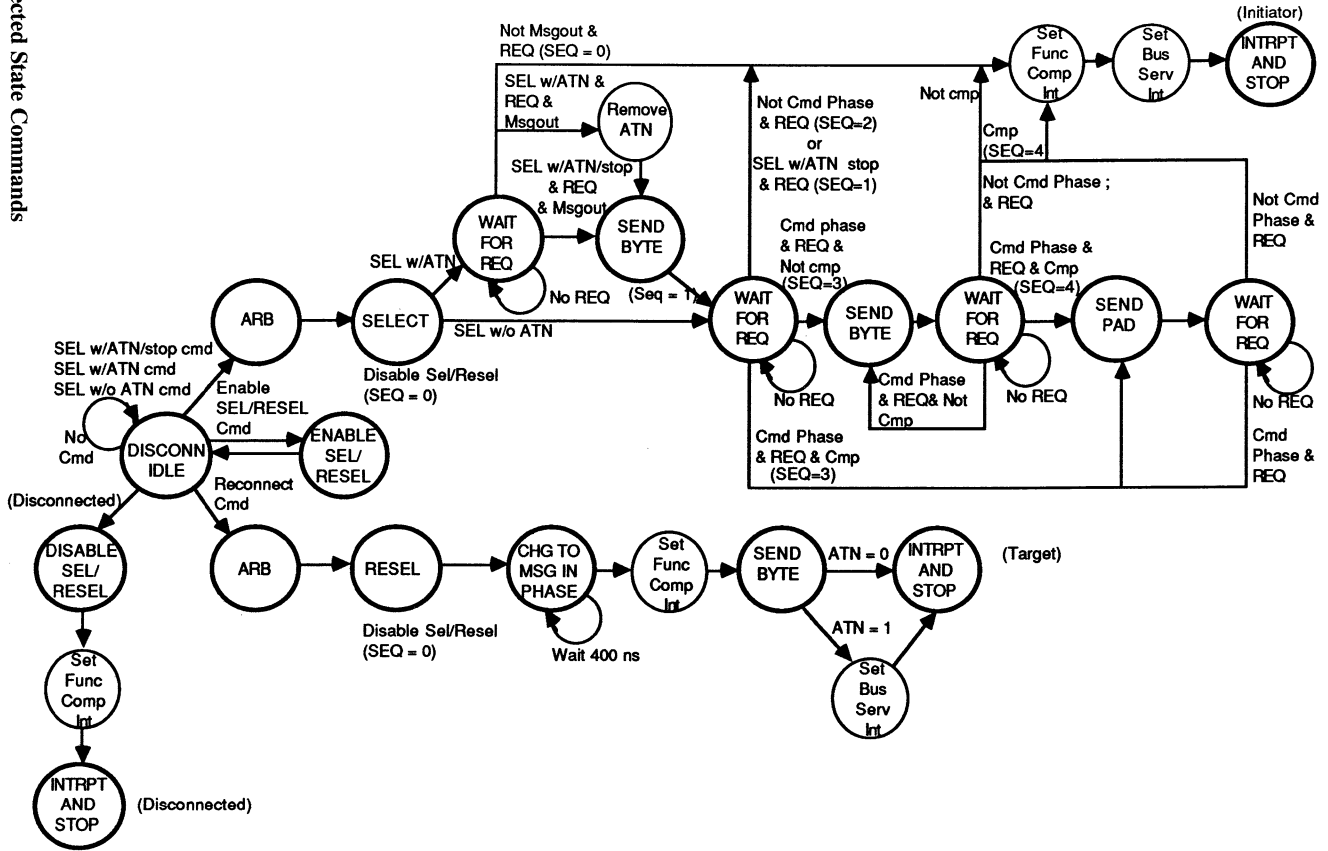 ected State Commands
(Initiator)
Not Msgout &
REQ (SEQ = 0)
Set
Func
Comp
Int
Set
Bus
Serv
Int
INTRPT
AND
STOP
SEL w/ATN &
REQ &
Msgout
Remove
ATN
Not Cmd Phase
& REQ (SEQ=2)
or
SEL w/ATN stop
& REQ (SEQ=1)
Not cmp
Cmp
(SEQ=4
SEL w/ATN/stop
& REQ
& Msgout
Not Cmd Phase ;
& REQ
Not Cmd
Phase &
REQ
WAIT
FOR
REQ
SEND
BYTE
SEL w/ATN
No REQ
(Seq = 1)
Cmd phase
& REQ &
Not cmp
(SEQ=3)
Cmd Phase &
REQ & Cmp
(SEQ=4)
ARB
SELECT
SEL w/o ATN
WAIT
FOR
REQ
SEND
BYTE
WAIT
FOR
REQ
SEND
PAD
WAIT
FOR
REQ
SEL w/ATN/stop cmd
SEL w/ATN cmd
SEL w/o ATN cmd
Disable Sel/Resel
(SEQ = 0)
Enable
SEL/RESEL
Cmd
No REQ
Cmd Phase
& REQ& Not
Cmp
No REQ
No REQ
No
Cmd
DISCONN
IDLE
ENABLE
SEL/
RESEL
Cmd Phase
& REQ & Cmp
(SEQ=3)
Cmd
Phase &
REQ
(Disconnected)
Reconnect
Cmd
DISABLE
SEL/
RESEL
ARB
RESEL
CHG TO
MSG IN
PHASE
Set
Func
Comp
Int
SEND
BYTE
ATN = 0
INTRPT
AND
STOP
(Target)
Disable Sel/Resel
(SEQ = 0)
Wait 400 ns
ATN = 1
Set
Bus
Serv
Int
Set
Func
Comp
Int
INTRPT
AND
STOP
(Disconnected)